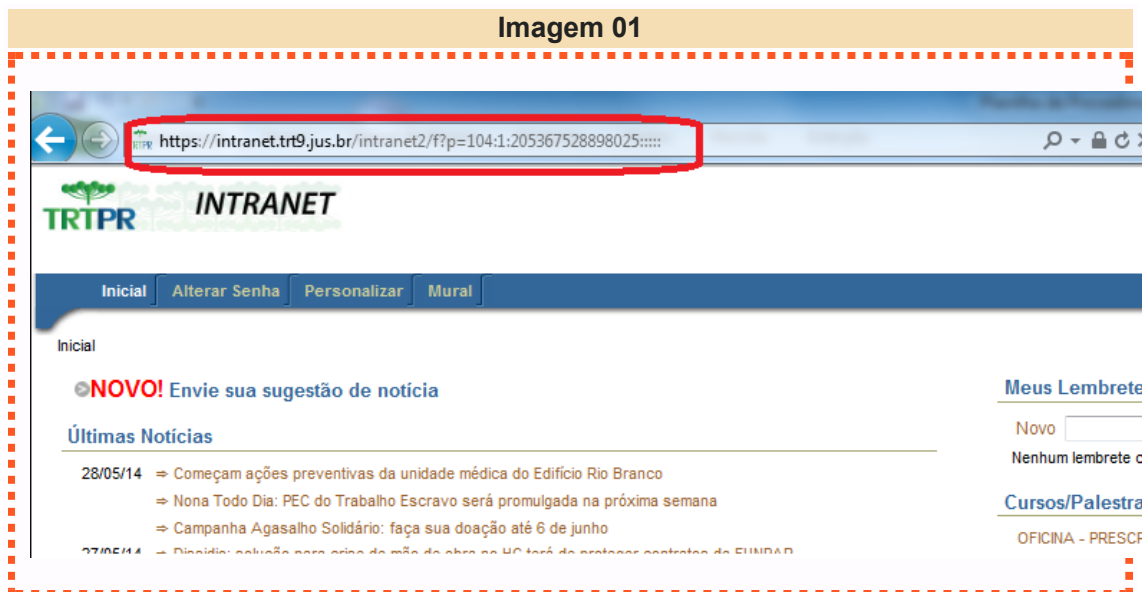 Imagem 01
https://intranet.trt9.jus.br/intranet2/f?p=104:1:205367528898025:::::
TRTPR INTRANET
Inicial Alterar Senha Personalizar Mural
Inicial
NOVO! Envie sua sugestão de notícia
Últimas Notícias
28/05/14 ⇒ Começam ações preventivas da unidade médica do Edifício Rio Branco
⇒ Nona Todo Dia: PEC do Trabalho Escravo será promulgada na próxima semana
⇒ Campanha Agasalho Solidário: faça sua doação até 6 de junho
27/05/14 ⇒
Meus Lembrete
Novo
Nenhum lembrete c
Cursos/Palestra
OFICINA - PRESCR